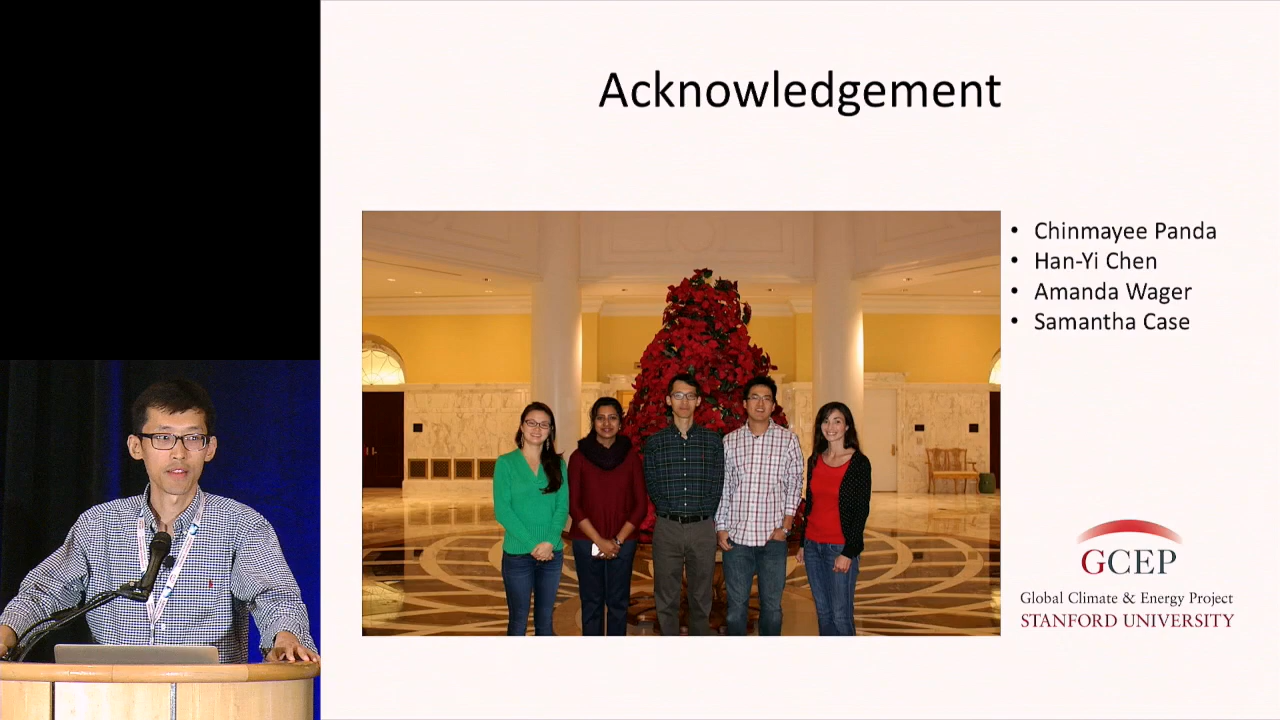 Acknowledgement
• Chinmayee Panda
• Han-Yi Chen
• Amanda Wager
• Samantha Case
GCEP
Global Climate & Energy Project
STANFORD UNIVERSITY